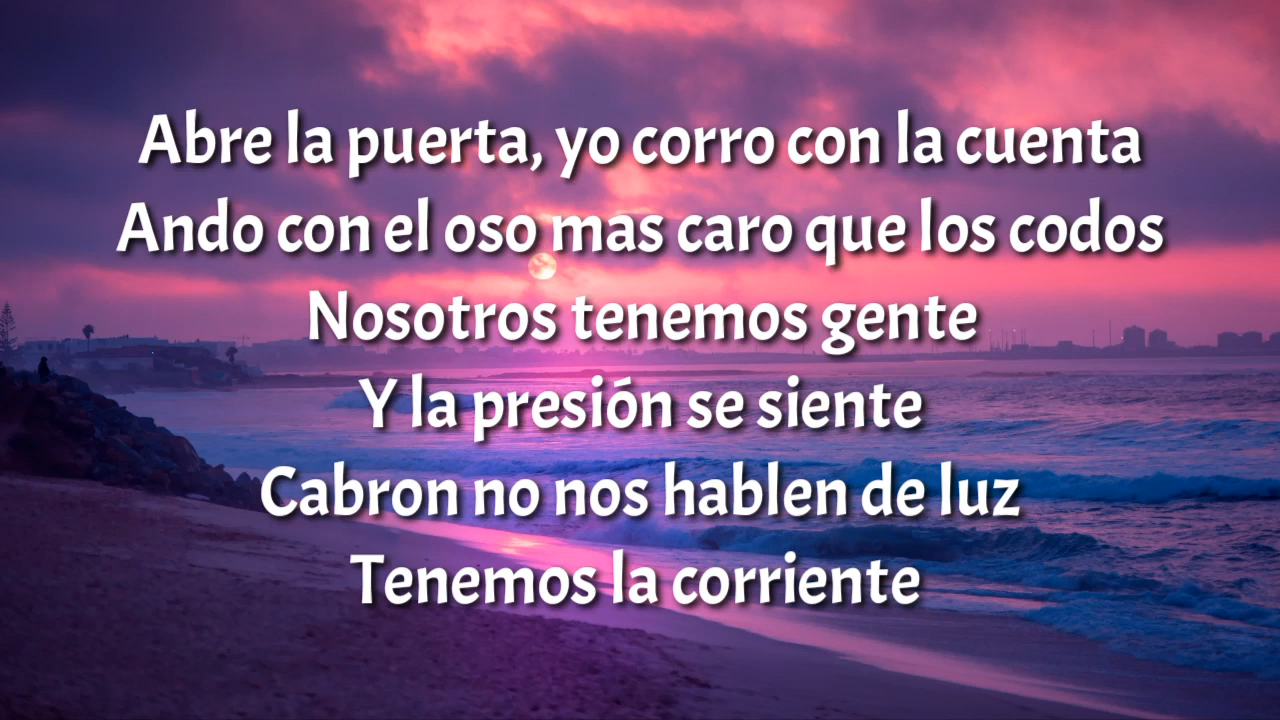 Abre la puerta, yo corro con la cuenta
Ando con el oso mas caro que los codos
Nosotros tenemos gente
Y la presión se siente
Cabron no nos hablen de luz
Tenemos la corriente